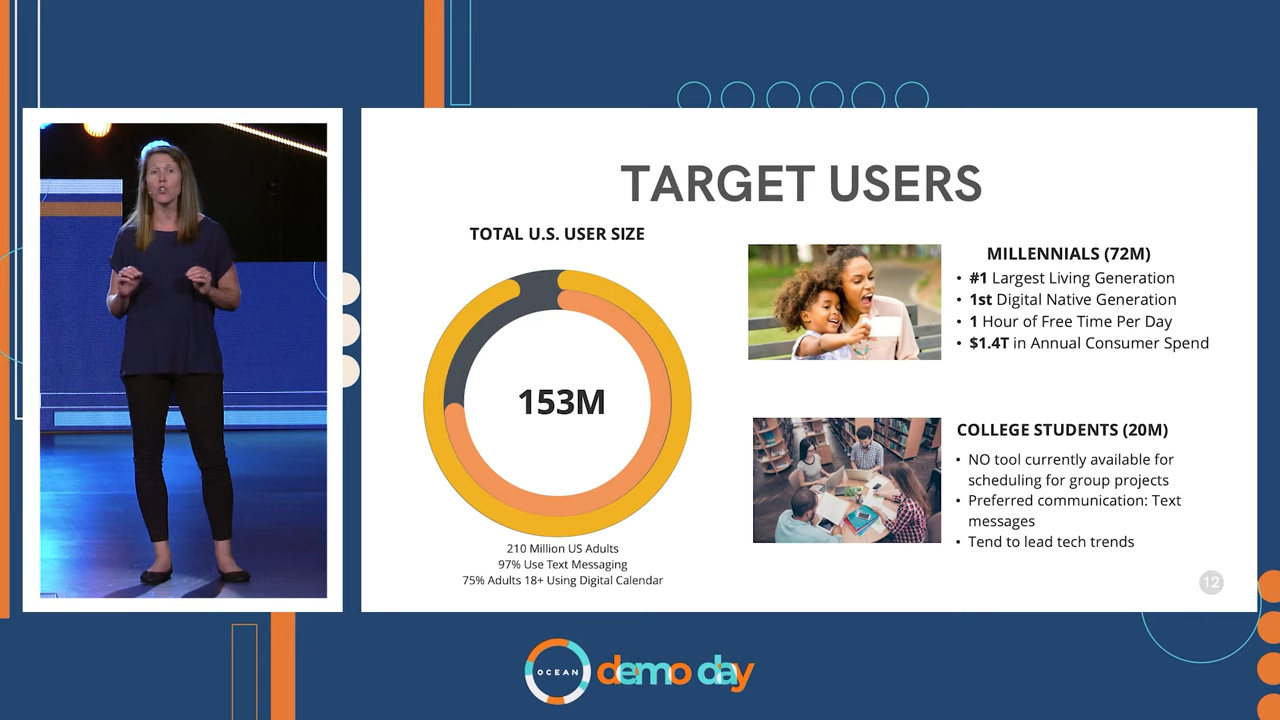 TARGET USERS
TOTAL U.S. USER SIZE
153M
210 Million US Adults
97% Use Text Messaging
75% Adults 18+ Using Digital Calendar
MILLENNIALS (72M)
• #1 Largest Living Generation
• 1st Digital Native Generation
• 1 Hour of Free Time Per Day
• $1.4T in Annual Consumer Spend
COLLEGE STUDENTS (20M)
• NO tool currently available for
scheduling for group projects
• Preferred communication: Text
messages
• Tend to lead tech trends
12
OCEAN
demo day